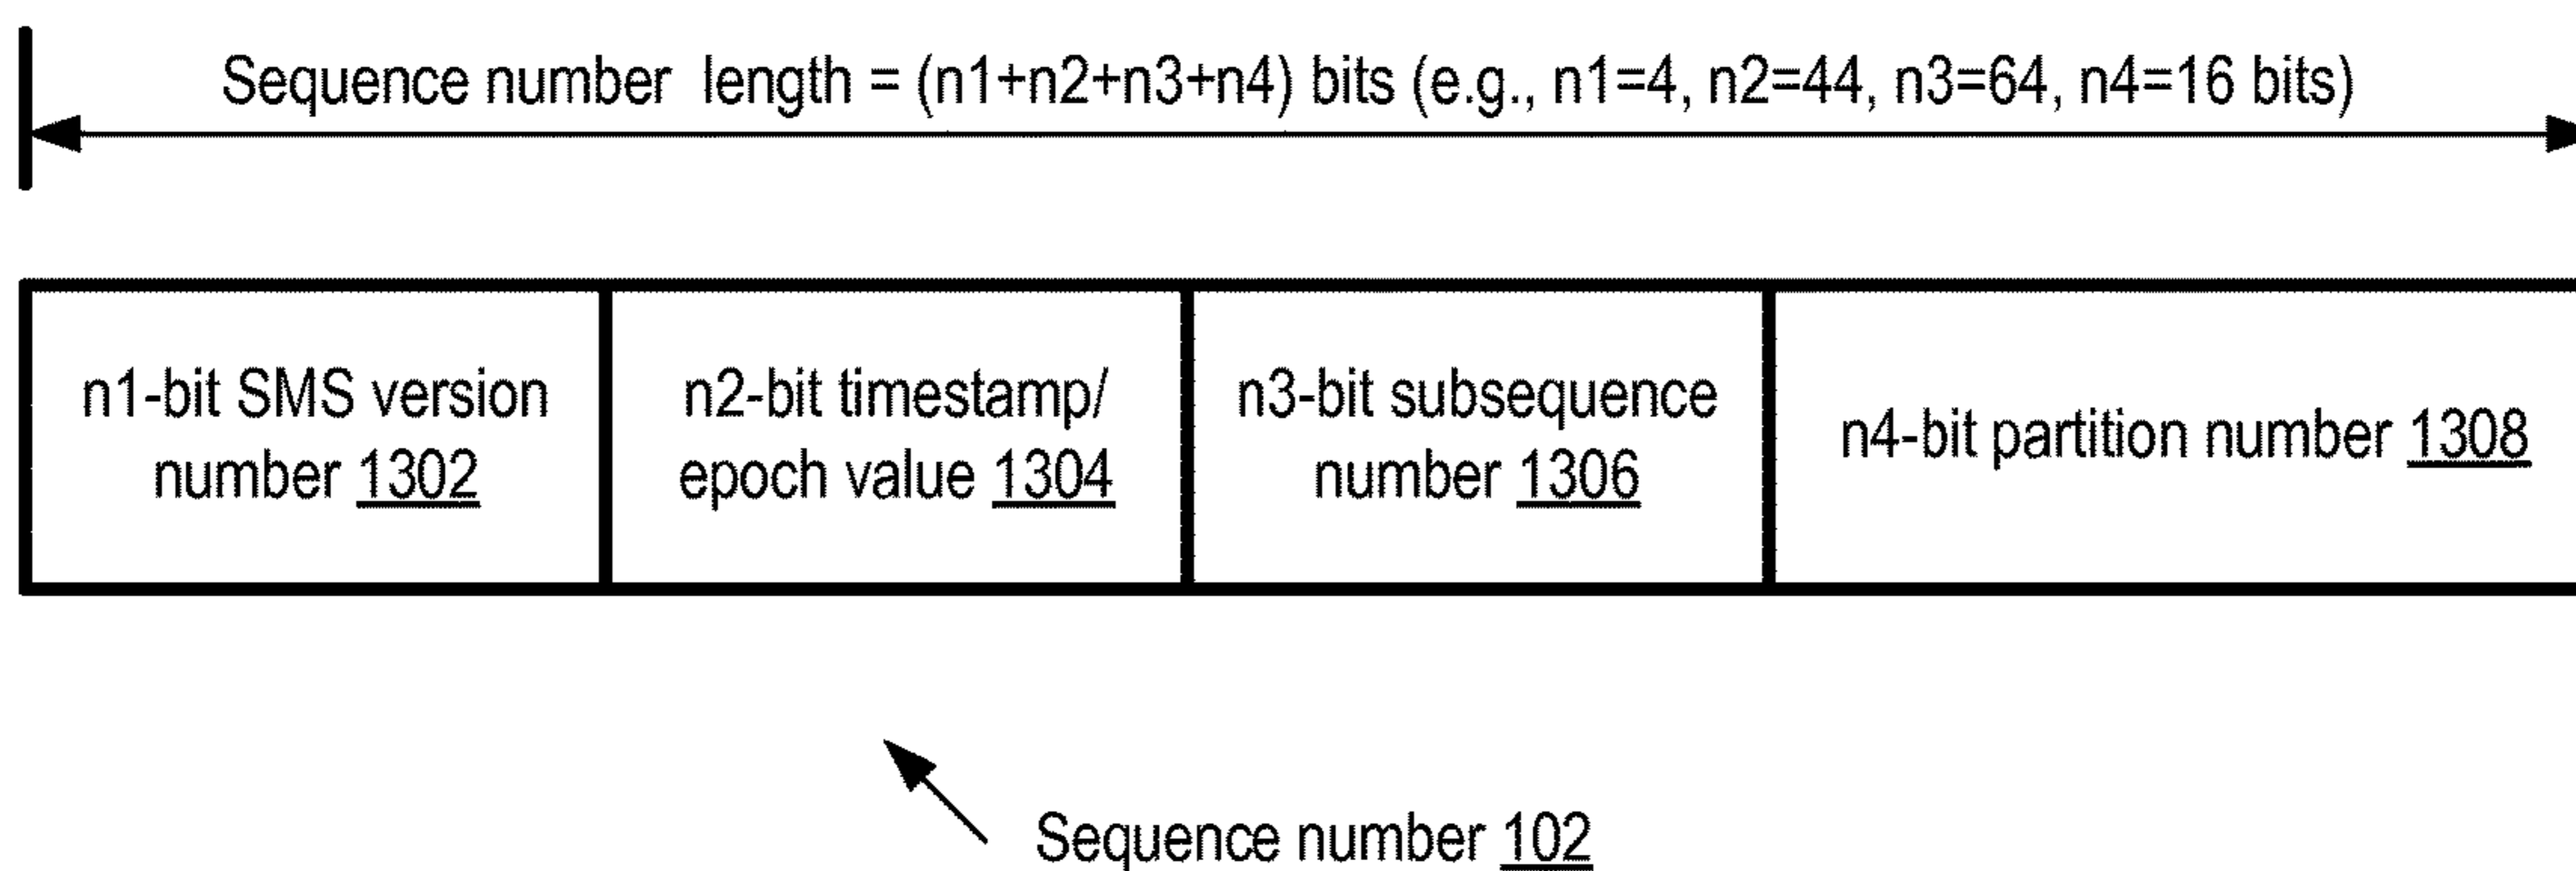 Sequence number length = (n1+n2+n3+n4) bits (e.g., n1=4, n2=44, n3=64, n4=16 bits)
n1-bit SMS version
number 1302
n2-bit timestamp/
epoch value 1304
n3-bit subsequence
number 1306
n4-bit partition number 1308
Sequence number 102